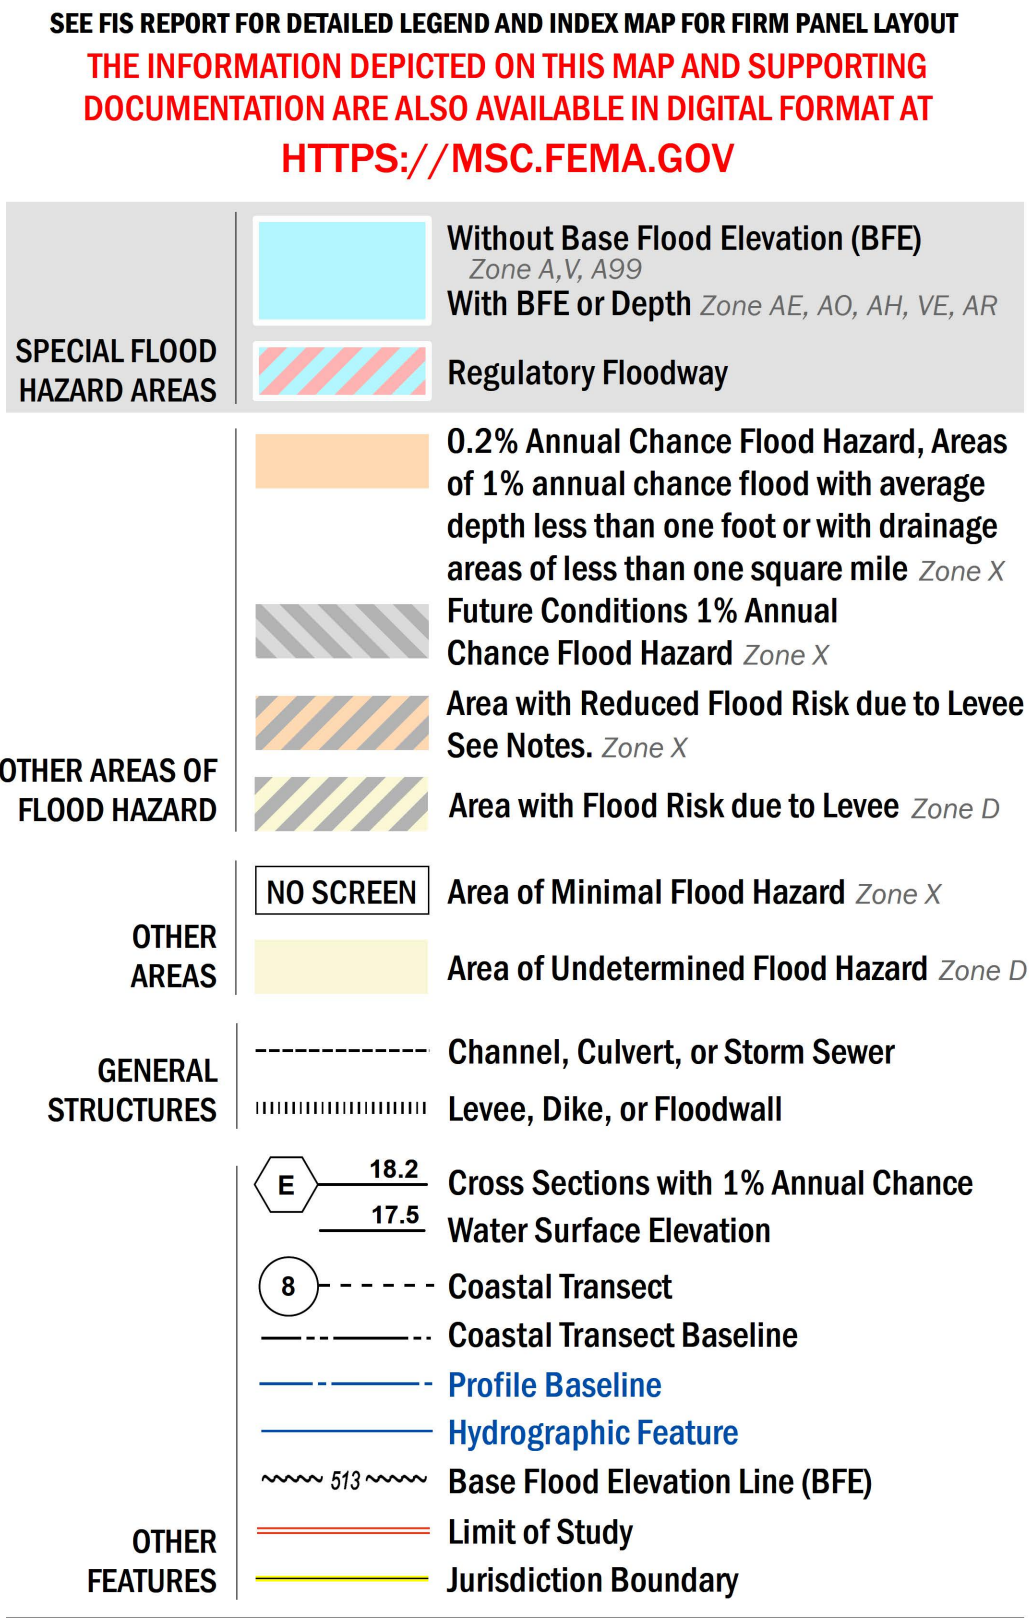 SEE FIS REPORT FOR DETAILED LEGEND AND INDEX MAP FOR FIRM PANEL LAYOUT
THE INFORMATION DEPICTED ON THIS MAP AND SUPPORTING
DOCUMENTATION ARE ALSO AVAILABLE IN DIGITAL FORMAT AT
HTTPS://MSC.FEMA.GOV
SPECIAL FLOOD
HAZARD AREAS
Without Base Flood Elevation (BFE)
Zone A,V, A99
With BFE or Depth Zone AE, AO, AH, VE, AR
Regulatory Floodway
OTHER AREAS OF
FLOOD HAZARD
0.2% Annual Chance Flood Hazard, Areas
of 1% annual chance flood with average
depth less than one foot or with drainage
areas of less than one square mile Zone X
Future Conditions 1% Annual
Chance Flood Hazard Zone X
Area with Reduced Flood Risk due to Levee
See Notes. Zone X
Area with Flood Risk due to Levee Zone D
OTHER
AREAS
NO SCREEN Area of Minimal Flood Hazard Zone X
Area of Undetermined Flood Hazard Zone D
GENERAL
STRUCTURES
Channel, Culvert, or Storm Sewer
Levee, Dike, or Floodwall
OTHER
FEATURES
E 18.2 Cross Sections with 1% Annual Chance
17.5 Water Surface Elevation
8 Coastal Transect
Coastal Transect Baseline
Profile Baseline
Hydrographic Feature
513 Base Flood Elevation Line (BFE)
Limit of Study
Jurisdiction Boundary